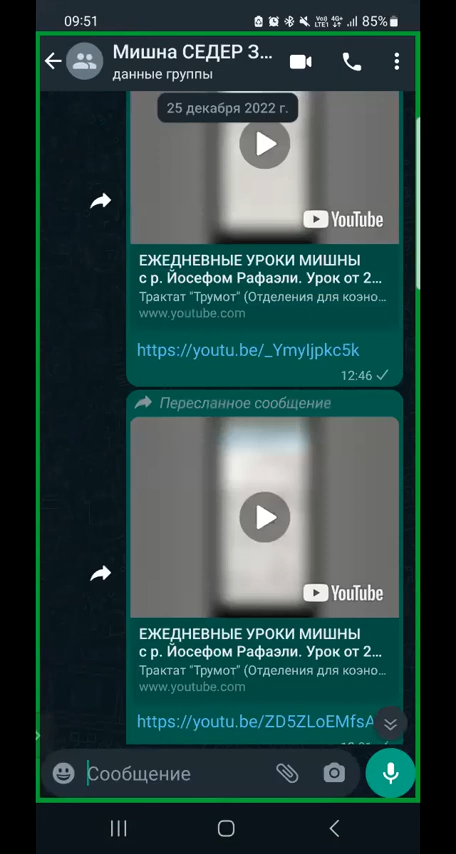 09:51
Vo))
LTE1
4G+
85%
Мишна СЕДЕР З...
данные группы
25 декабря 2022 г.
YouTube
ЕЖЕДНЕВНЫЕ УРОКИ МИШНЫ
с р. Йосефом Рафаэли. Урок от 2...
Трактат "Трумот" (Отделения для коэно...
www.youtube.com
https://youtu.be/_YmyIjpkc5k
12:46
Пересланное сообщение
YouTube
ЕЖЕДНЕВНЫЕ УРОКИ МИШНЫ
с р. Йосефом Рафаэли. Урок от 2...
Трактат "Трумот" (Отделения для коэно...
www.youtube.com
https://youtu.be/ZD5ZLoEMfsA
Сообщение